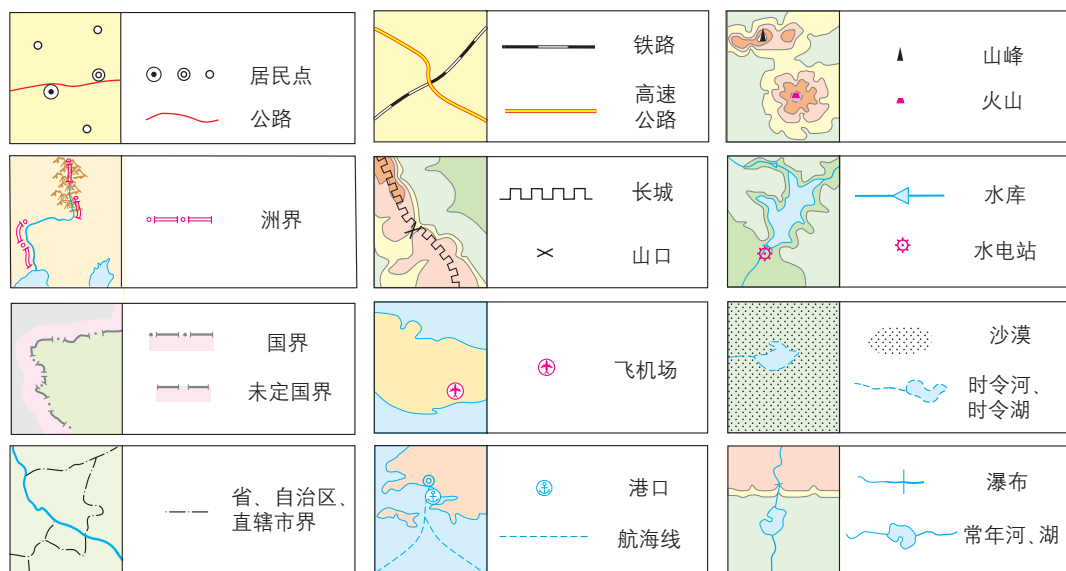 居民点
公路
铁路
高速
公路
山峰
火山
洲界
长城
山口
水库
水电站
国界
未定国界
飞机场
沙漠
时令河、
时令湖
省、自治区、
直辖市界
港口
航海线
瀑布
常年河、湖